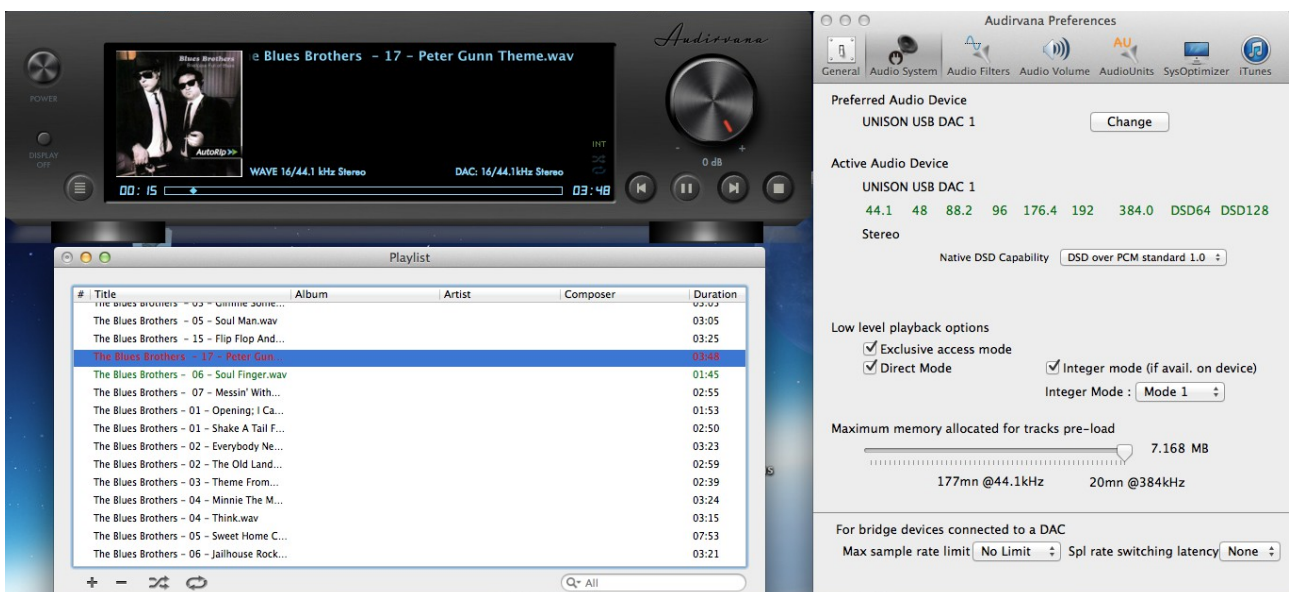 Audirvana
Blues Brothers
e Blues Brothers - 17 - Peter Gunn Theme.wav
POWER
DISPLAY
OFF
AutoRip
INT
WAVE 16/44.1 kHz Stereo
DAC: 16/44.1kHz Stereo
- +
0 dB
00:15
03:48
Playlist
# Title Album Artist Composer Duration
The Blues Brothers - 03 - Gimme Some... 03:05
The Blues Brothers - 05 - Soul Man.wav 03:05
The Blues Brothers - 15 - Flip Flop And... 03:25
The Blues Brothers - 17 - Peter Gun... 03:48
The Blues Brothers - 06 - Soul Finger.wav 01:45
The Blues Brothers - 07 - Messin' With... 02:55
The Blues Brothers - 01 - Opening; I Ca... 01:53
The Blues Brothers - 01 - Shake A Tail F... 02:50
The Blues Brothers - 02 - Everybody Ne... 03:23
The Blues Brothers - 02 - The Old Land... 02:59
The Blues Brothers - 03 - Theme From... 02:39
The Blues Brothers - 04 - Minnie The M... 03:24
The Blues Brothers - 04 - Think.wav 03:15
The Blues Brothers - 05 - Sweet Home C... 07:53
The Blues Brothers - 06 - Jailhouse Rock... 03:21
All
Audirvana Preferences
General Audio System Audio Filters Audio Volume AudioUnits SysOptimizer iTunes
AU
Preferred Audio Device
UNISON USB DAC 1 Change
Active Audio Device
UNISON USB DAC 1
44.1 48 88.2 96 176.4 192 384.0 DSD64 DSD128
Stereo
Native DSD Capability DSD over PCM standard 1.0
Low level playback options
Exclusive access mode
Direct Mode Integer mode (if avail. on device)
Integer Mode : Mode 1
Maximum memory allocated for tracks pre-load
7.168 MB
177mn @44.1kHz 20mn @384kHz
For bridge devices connected to a DAC
Max sample rate limit No Limit Spl rate switching latency None